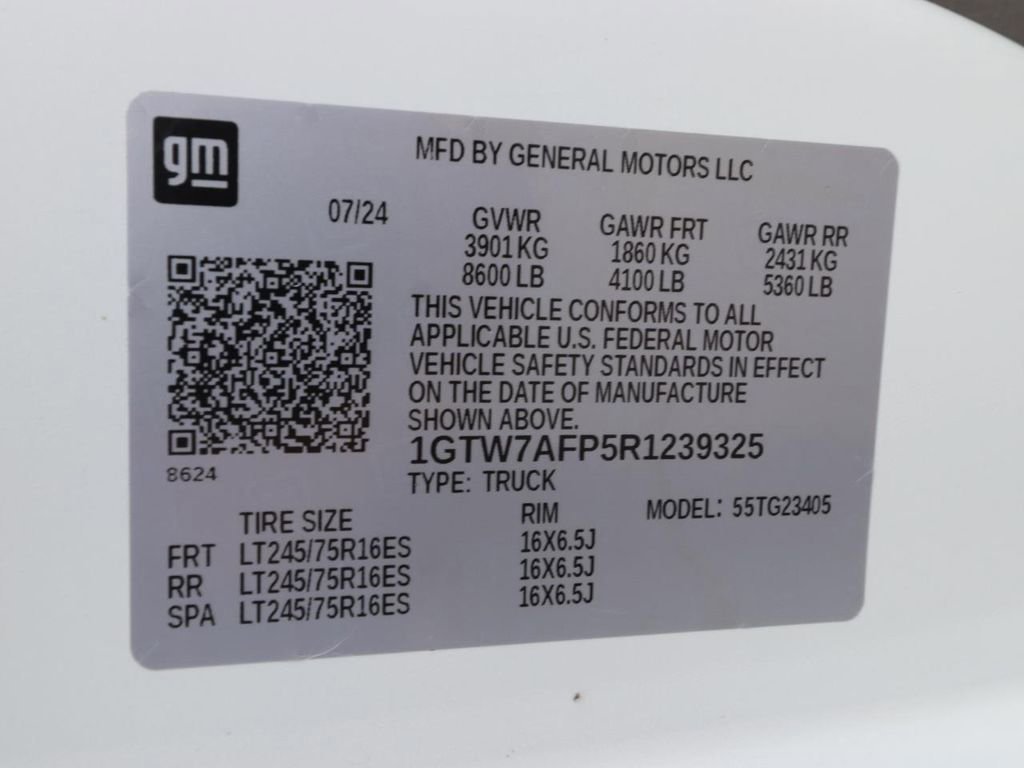 gm
MFD BY GENERAL MOTORS LLC
07/24
GVWR GAWR FRT GAWR RR
3901 KG 1860 KG 2431 KG
8600 LB 4100 LB 5360 LB
THIS VEHICLE CONFORMS TO ALL
APPLICABLE U.S. FEDERAL MOTOR
VEHICLE SAFETY STANDARDS IN EFFECT
ON THE DATE OF MANUFACTURE
SHOWN ABOVE.
1GTW7AFP5R1239325
8624
TYPE: TRUCK
TIRE SIZE RIM MODEL: 55TG23405
FRT LT245/75R16ES 16X6.5J
RR LT245/75R16ES 16X6.5J
SPA LT245/75R16ES 16X6.5J